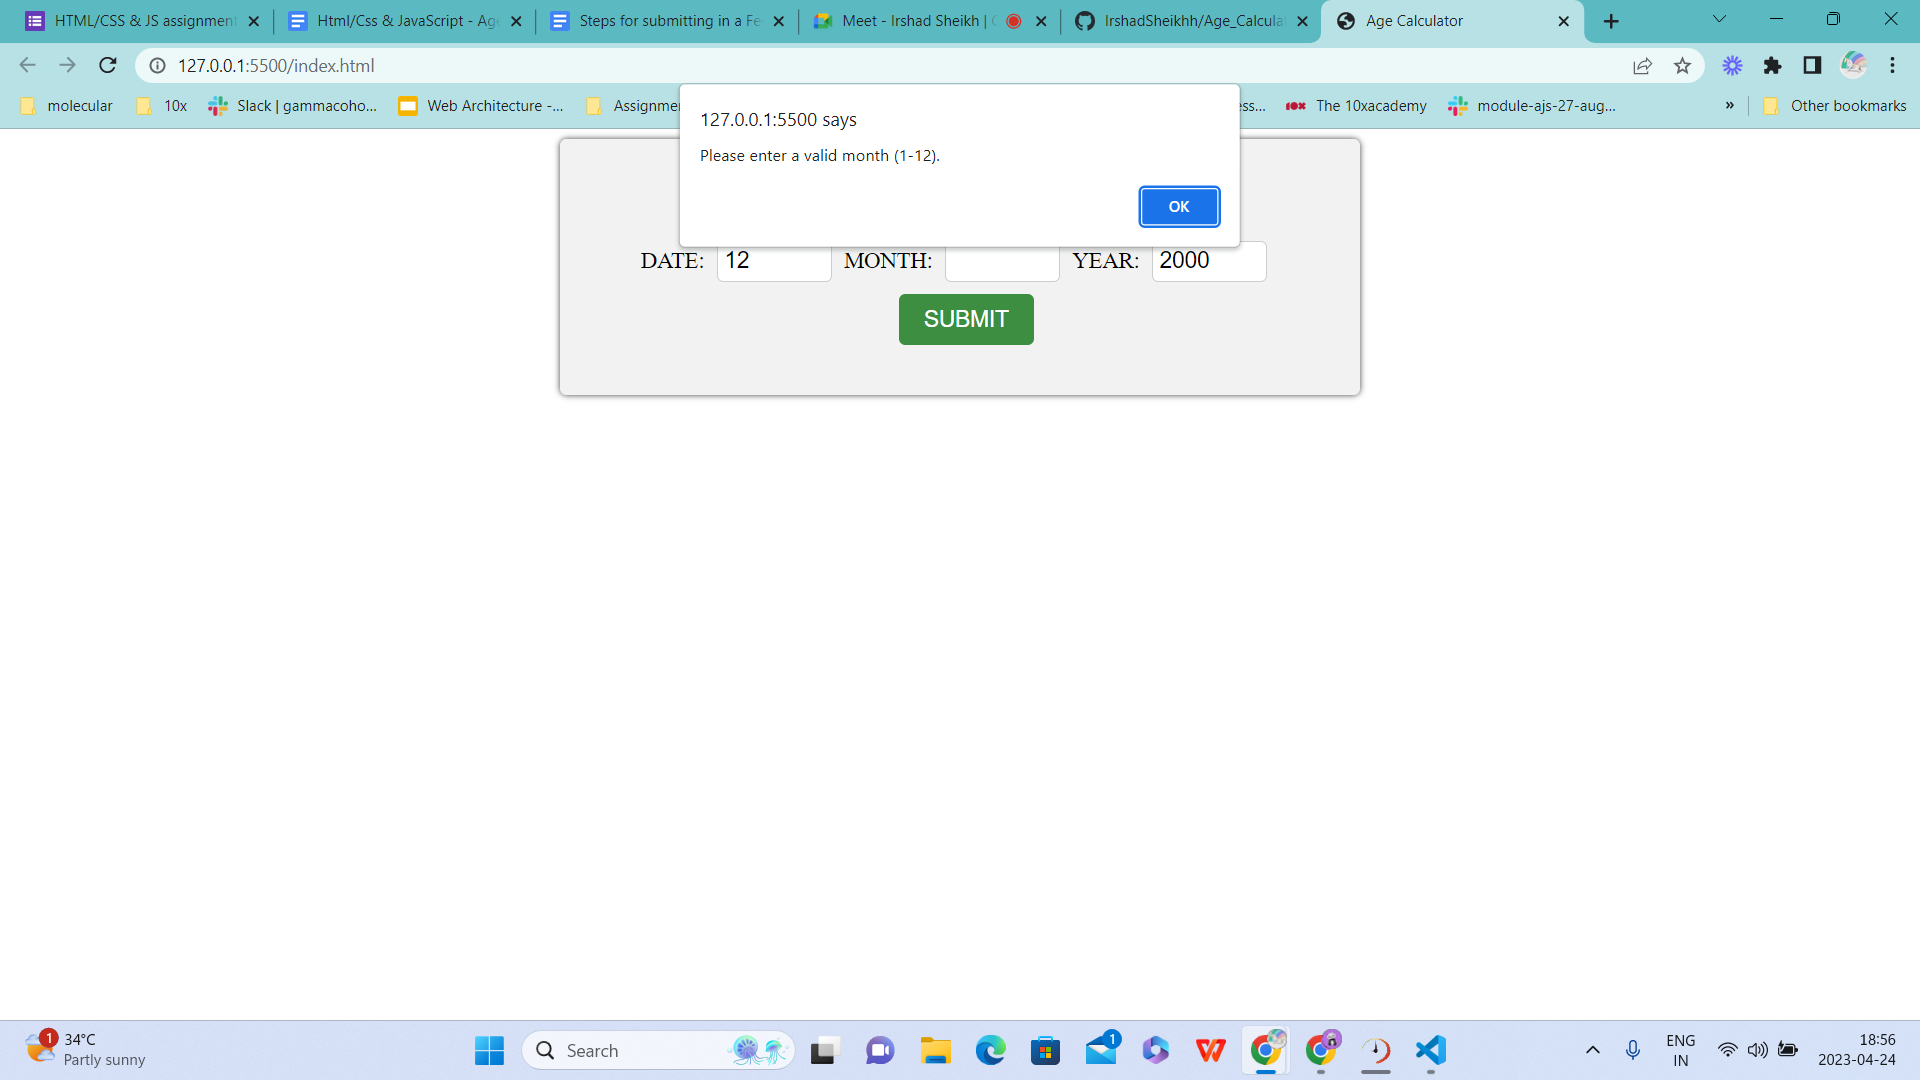 HTML/CSS & JS assignment
Html/Css & JavaScript - Ag
Steps for submitting in a Fe
Meet - Irshad Sheikh |
IrshadSheikhh/Age_Calcula
Age Calculator
127.0.0.1:5500/index.html
molecular
10x
Slack | gammacoho...
Web Architecture -...
Assignme
ess...
10x
The 10xacademy
module-ajs-27-aug...
»
Other bookmarks
127.0.0.1:5500 says
Please enter a valid month (1-12).
OK
DATE: 12 MONTH: YEAR: 2000
SUBMIT
1
34°C
Partly sunny
Search
1
ENG
IN
18:56
2023-04-24